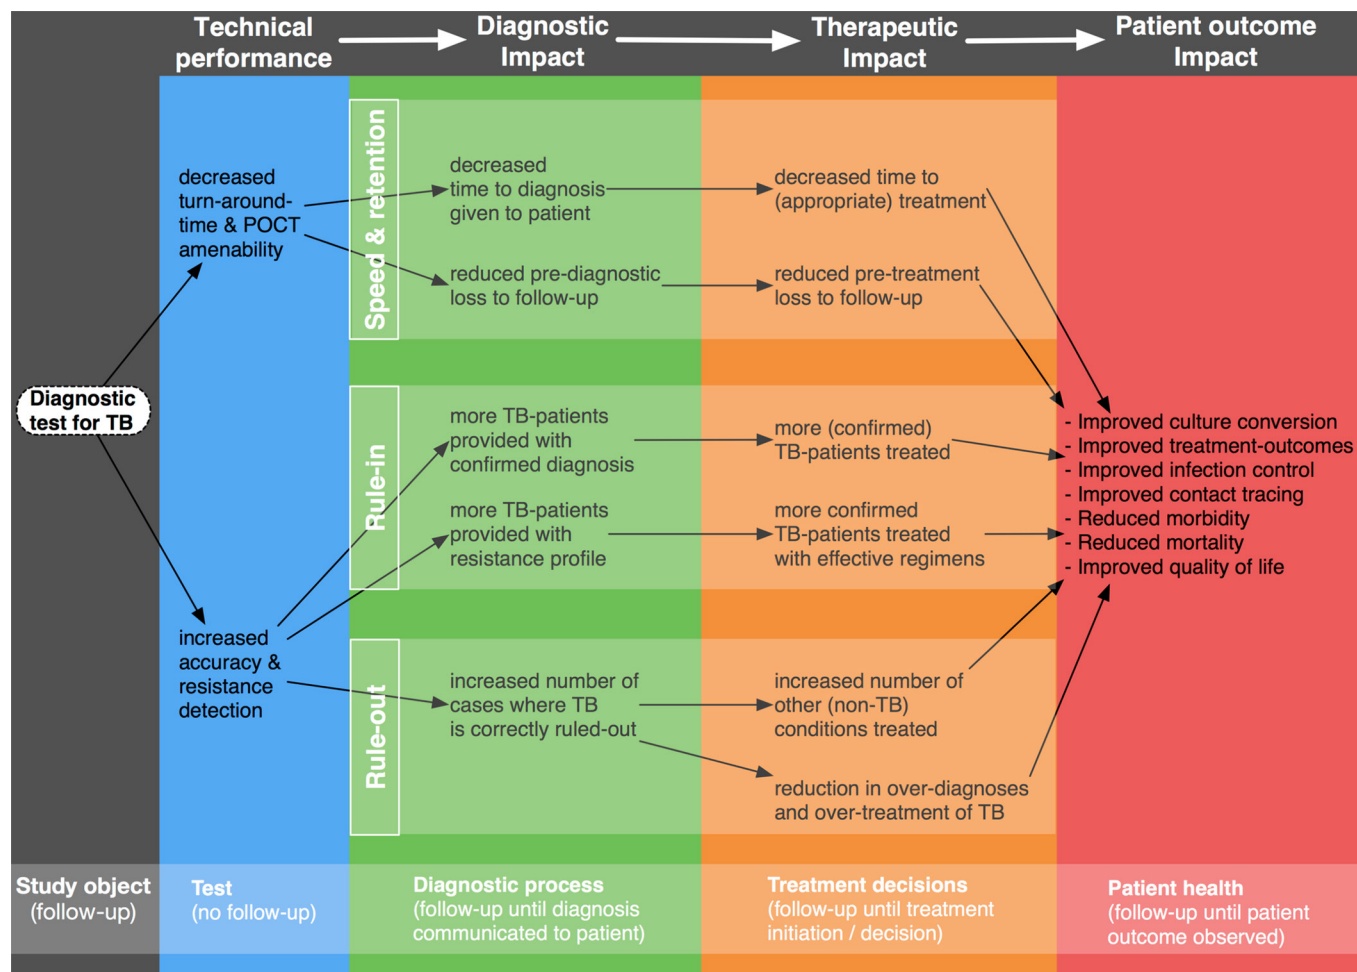 Technical
performance
Diagnostic
Impact
Therapeutic
Impact
Patient outcome
Impact
Diagnostic
test for TB
decreased
turn-around-
time & POCT
amenability
increased
accuracy &
resistance
detection
Speed & retention
decreased
time to diagnosis
given to patient
decreased time to
(appropriate) treatment
reduced pre-diagnostic
loss to follow-up
reduced pre-treatment
loss to follow-up
Rule-in
more TB-patients
provided with
confirmed diagnosis
more (confirmed)
TB-patients treated
more TB-patients
provided with
resistance profile
more confirmed
TB-patients treated
with effective regimens
Rule-out
increased number of
cases where TB
is correctly ruled-out
increased number of
other (non-TB)
conditions treated
reduction in over-diagnoses
and over-treatment of TB
- Improved culture conversion
- Improved treatment-outcomes
- Improved infection control
- Improved contact tracing
- Reduced morbidity
- Reduced mortality
- Improved quality of life
Study object
(follow-up)
Test
(no follow-up)
Diagnostic process
(follow-up until diagnosis
communicated to patient)
Treatment decisions
(follow-up until treatment
initiation / decision)
Patient health
(follow-up until patient
outcome observed)